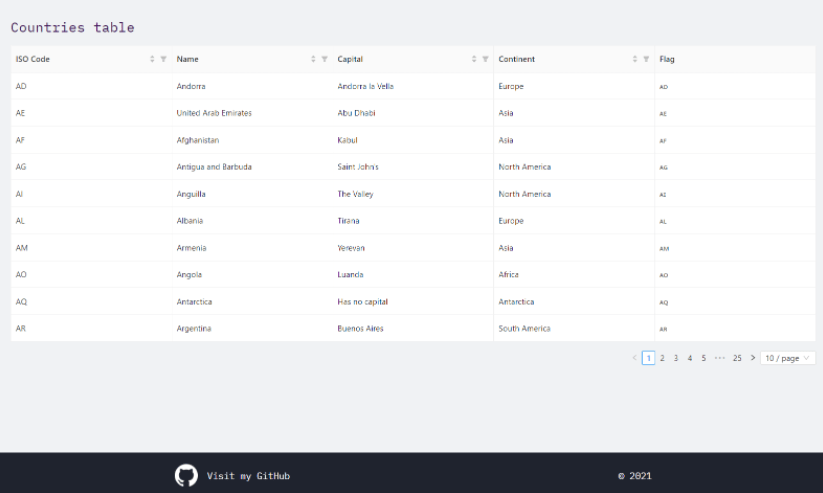 Countries table
ISO Code Name Capital Continent Flag
AD Andorra Andorra la Vella Europe AD
AE United Arab Emirates Abu Dhabi Asia AE
AF Afghanistan Kabul Asia AF
AG Antigua and Barbuda Saint John's North America AG
AI Anguilla The Valley North America AI
AL Albania Tirana Europe AL
AM Armenia Yerevan Asia AM
AO Angola Luanda Africa AO
AQ Antarctica Has no capital Antarctica AQ
AR Argentina Buenos Aires South America AR
< 1 2 3 4 5 ••• 25 > 10 / page
Visit my GitHub © 2021